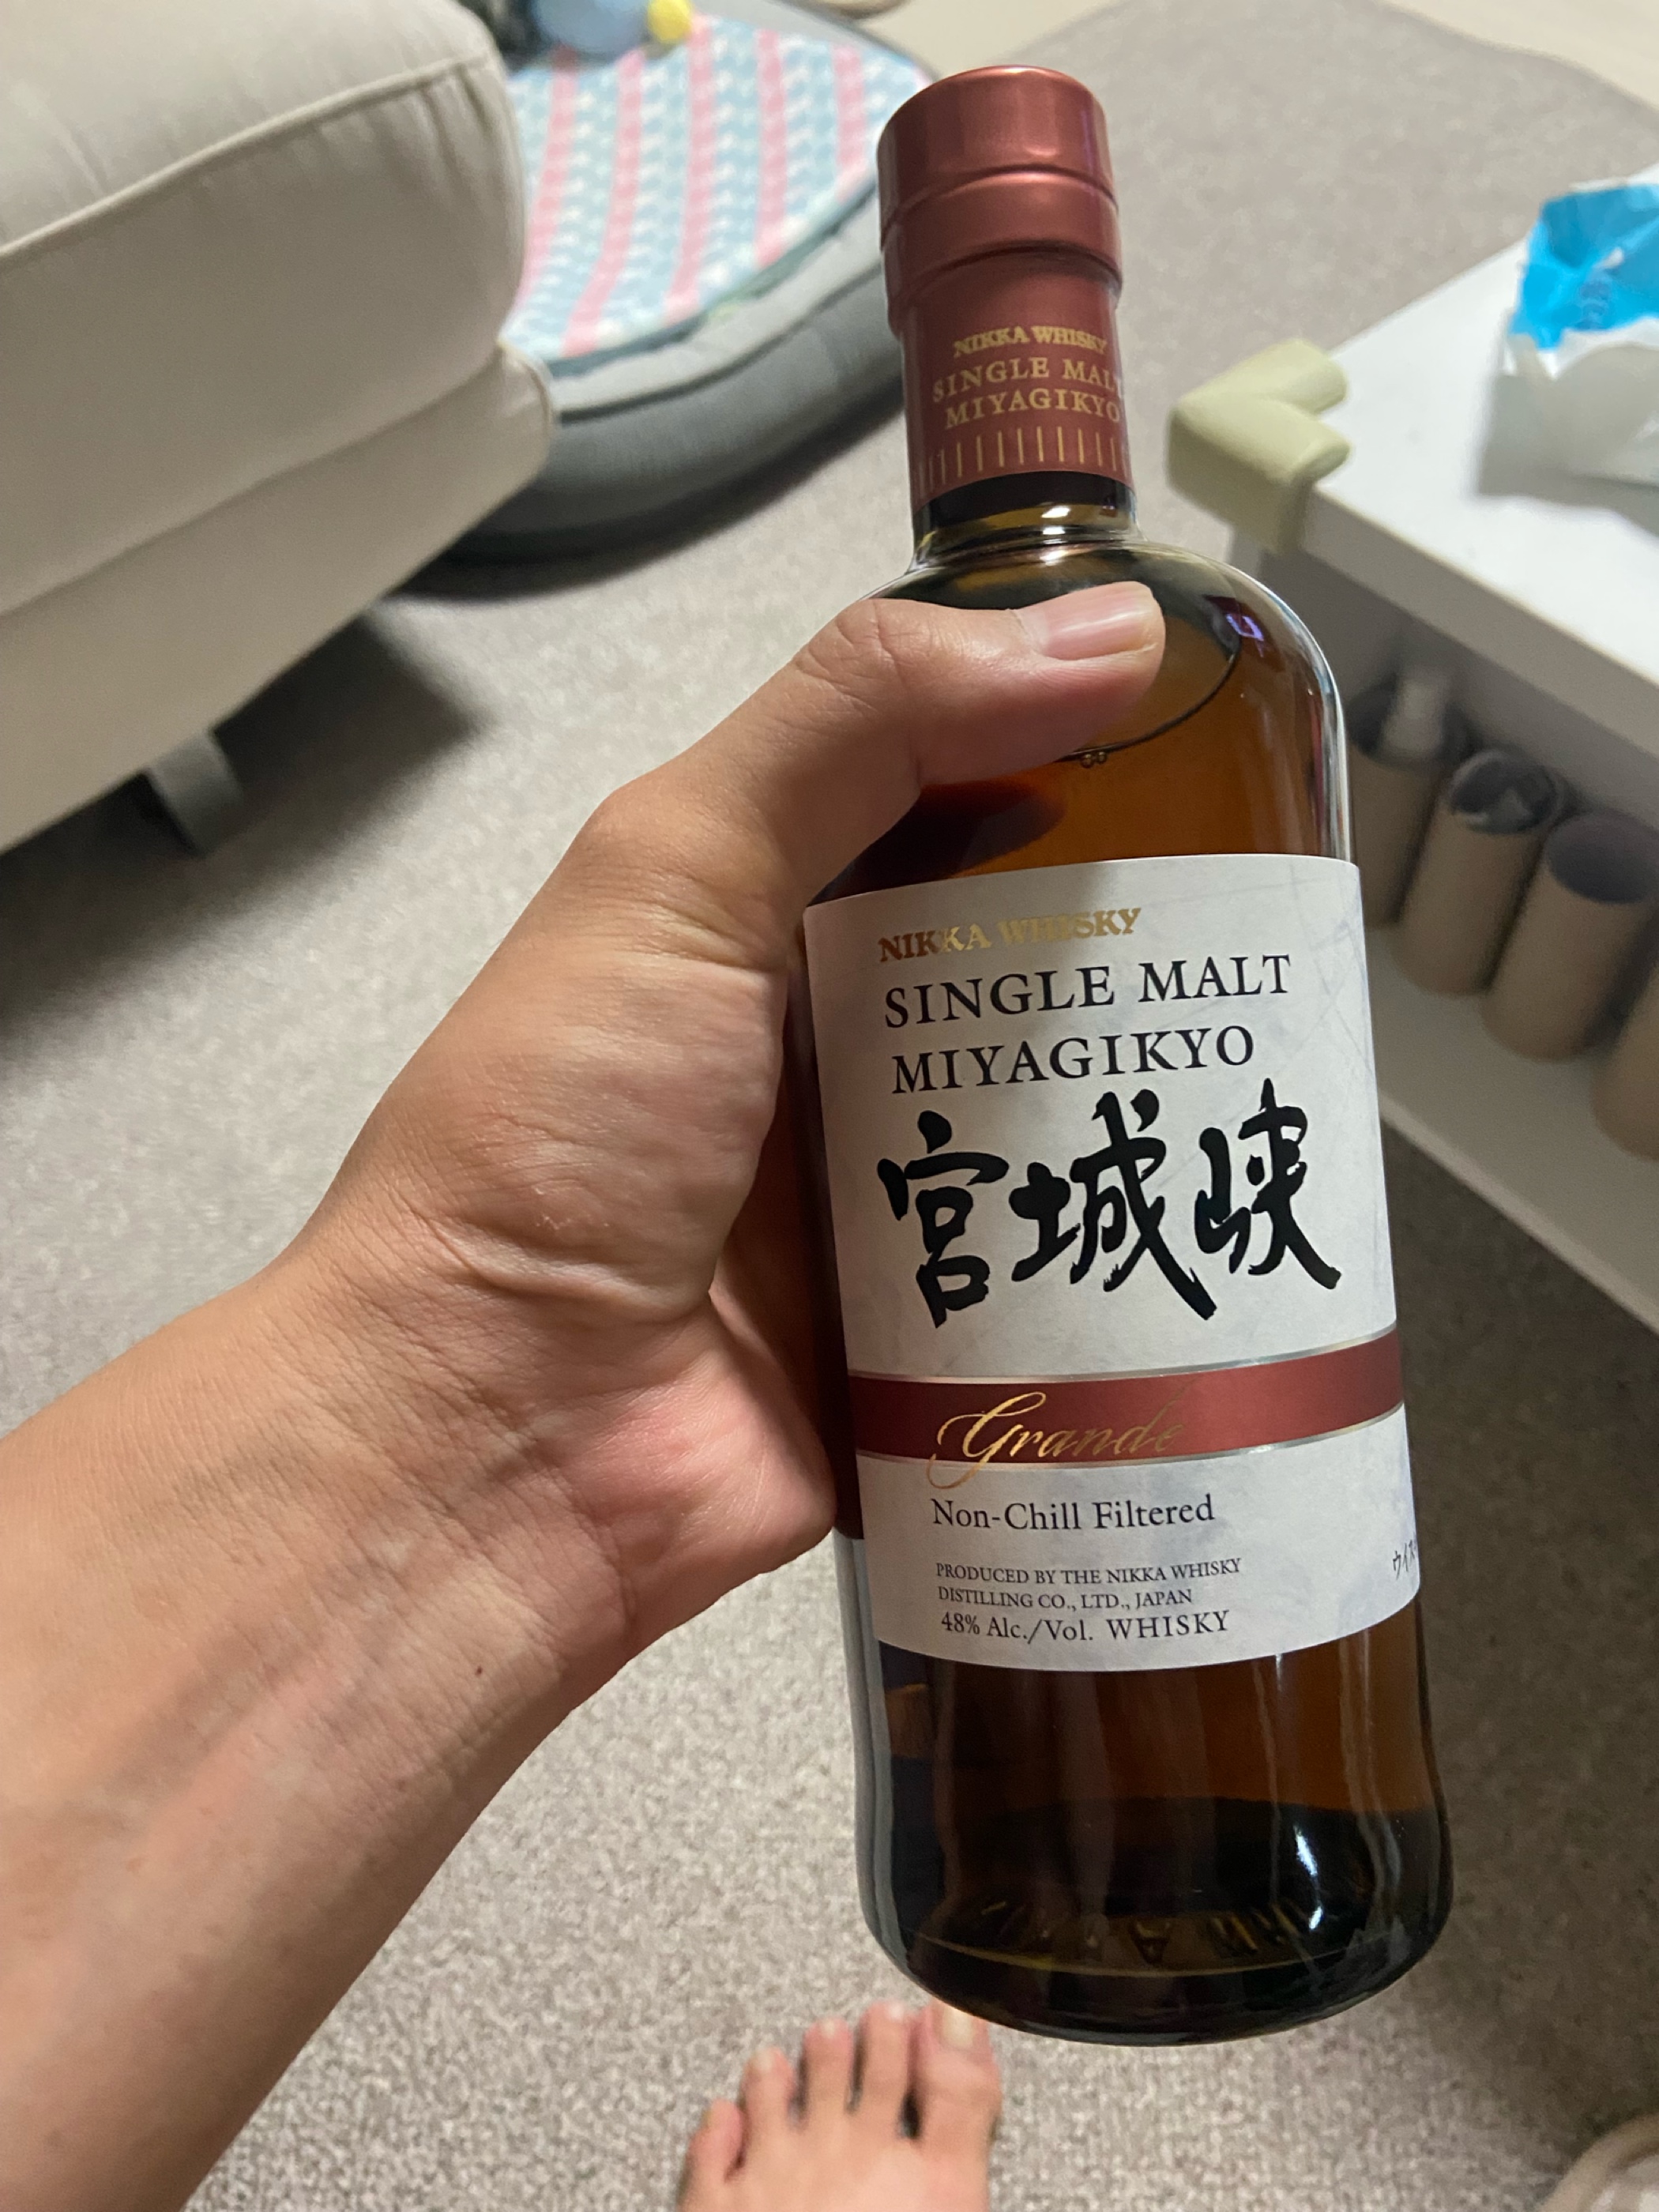 NIKKA WHISKY
SINGLE MALT
MIYAGIKYO
NIKKA WHISKY
SINGLE MALT
MIYAGIKYO
宮城峡
Grande
Non-Chill Filtered
PRODUCED BY THE NIKKA WHISKY
DISTILLING CO., LTD., JAPAN
48% Alc./Vol. WHISKY